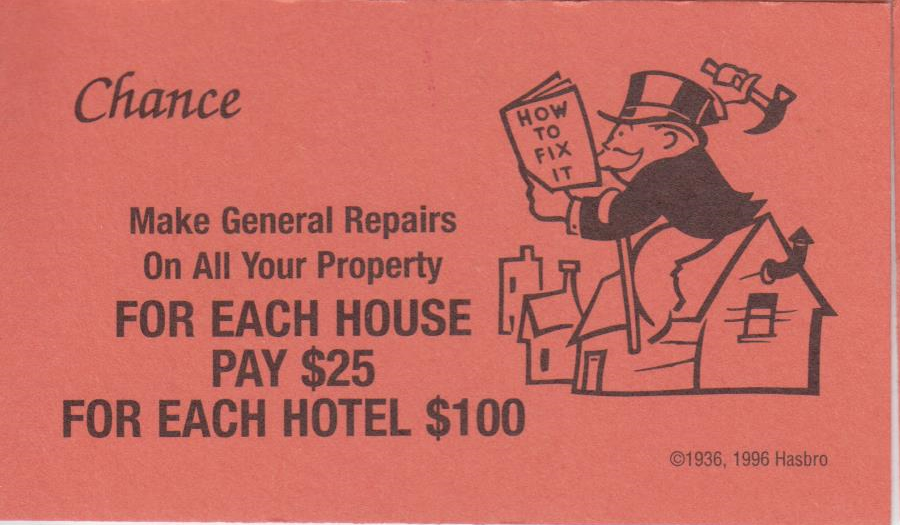 Chance
HOW
TO
FIX
IT
Make General Repairs
On All Your Property
FOR EACH HOUSE
PAY $25
FOR EACH HOTEL $100
©1936, 1996 Hasbro